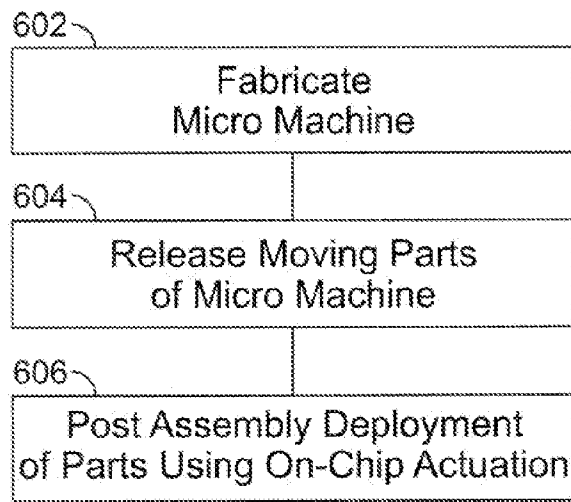 602
Fabricate
Micro Machine
604
Release Moving Parts
of Micro Machine
606
Post Assembly Deployment
of Parts Using On-Chip Actuation